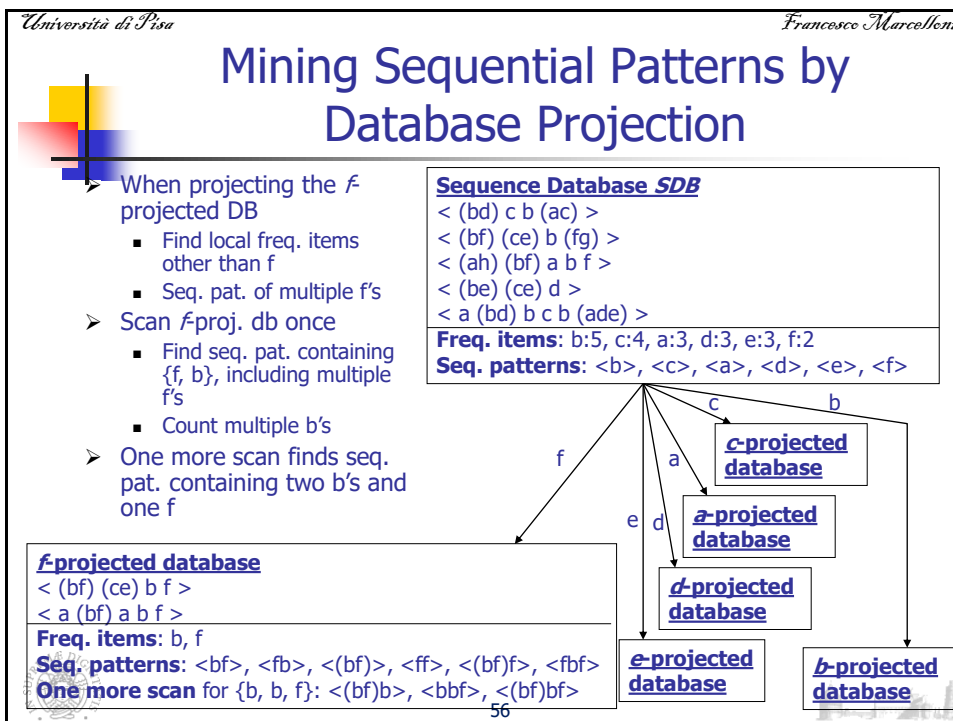 Università di Pisa
Francesco Marcelloni
Mining Sequential Patterns by
Database Projection
➢ When projecting the f-
projected DB
▪ Find local freq. items
other than f
▪ Seq. pat. of multiple f's
➢ Scan f-proj. db once
▪ Find seq. pat. containing
{f, b}, including multiple
f's
▪ Count multiple b's
➢ One more scan finds seq.
pat. containing two b's and
one f
Sequence Database SDB
< (bd) c b (ac) >
< (bf) (ce) b (fg) >
< (ah) (bf) a b f >
< (be) (ce) d >
< a (bd) b c b (ade) >
Freq. items: b:5, c:4, a:3, d:3, e:3, f:2
Seq. patterns: <b>, <c>, <a>, <d>, <e>, <f>
f
e
d
a
c
b
c-projected
database
a-projected
database
d-projected
database
e-projected
database
b-projected
database
f-projected database
< (bf) (ce) b f >
< a (bf) a b f >
Freq. items: b, f
Seq. patterns: <bf>, <fb>, <(bf)>, <ff>, <(bf)f>, <fbf>
One more scan for {b, b, f}: <(bf)b>, <bbf>, <(bf)bf>
56